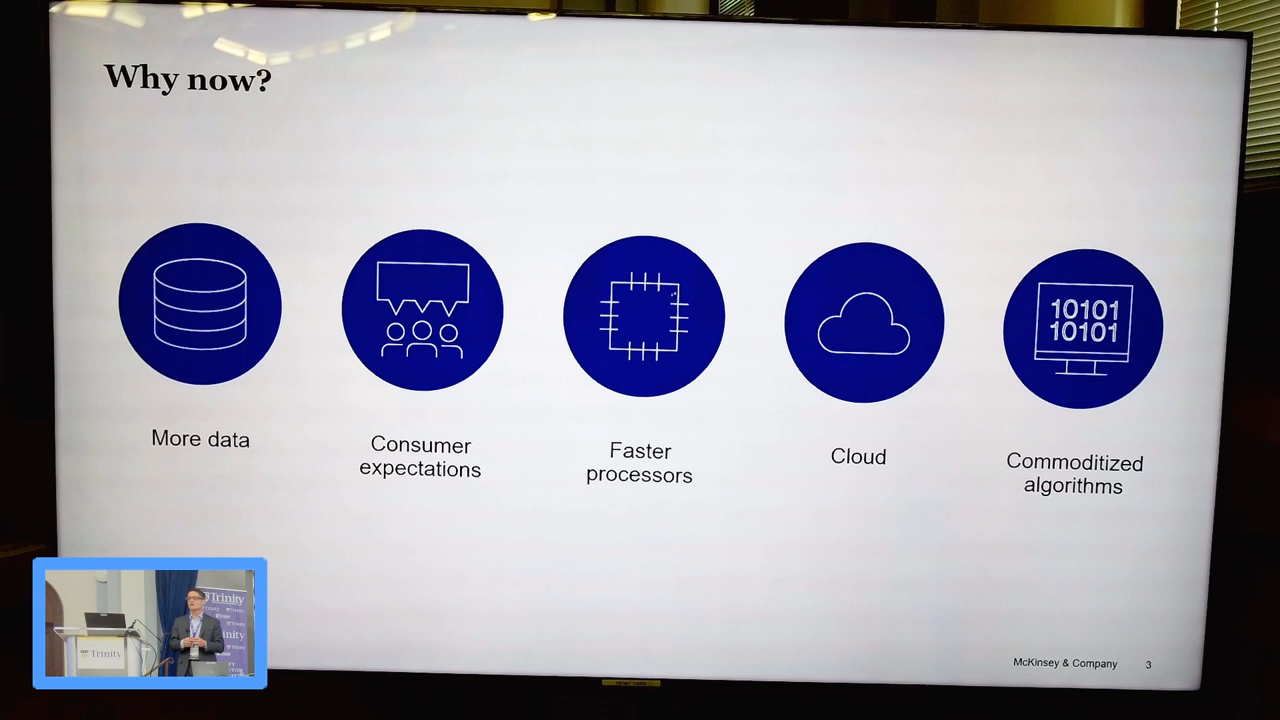 Why now?
10101
10101
More data
Consumer
expectations
Faster
processors
Cloud
Commoditized
algorithms
McKinsey & Company 3
Trinity
Trinity